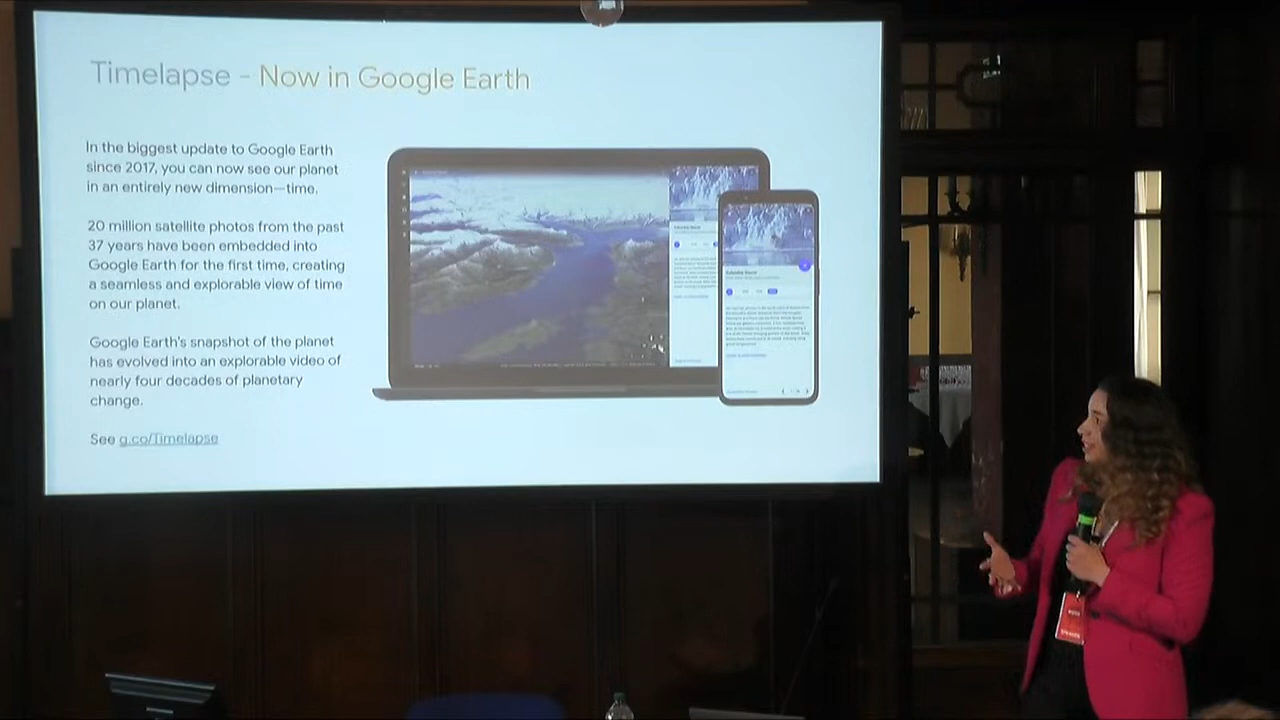 Timelapse - Now in Google Earth
In the biggest update to Google Earth
since 2017, you can now see our planet
in an entirely new dimension—time.
20 million satellite photos from the past
37 years have been embedded into
Google Earth for the first time, creating
a seamless and explorable view of time
on our planet.
Google Earth's snapshot of the planet
has evolved into an explorable video of
nearly four decades of planetary
change.
See g.co/Timelapse
Columbia Glacier
SPEAKER